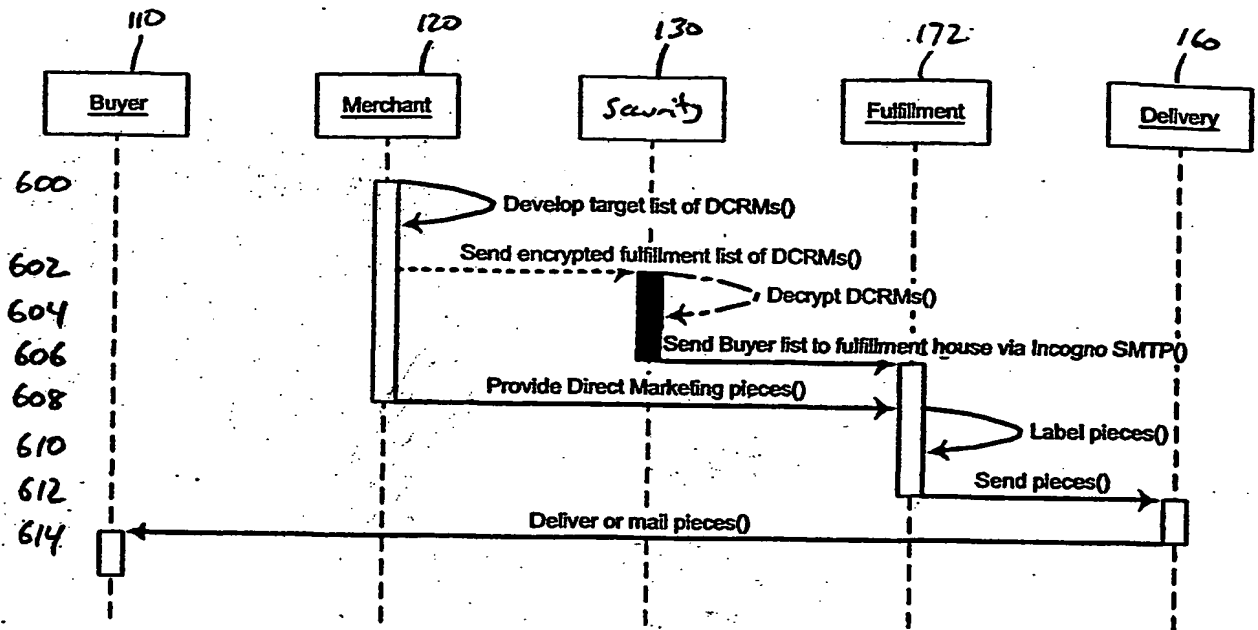 110
120
130
172
160
Buyer
Merchant
Security
Fulfillment
Delivery
600
Develop target list of DCRMs()
602
Send encrypted fulfillment list of DCRMs()
604
Decrypt DCRMs()
606
Send Buyer list to fulfillment house via Incogno SMTP()
608
Provide Direct Marketing pieces()
610
Label pieces()
612
Send pieces()
614
Deliver or mail pieces()